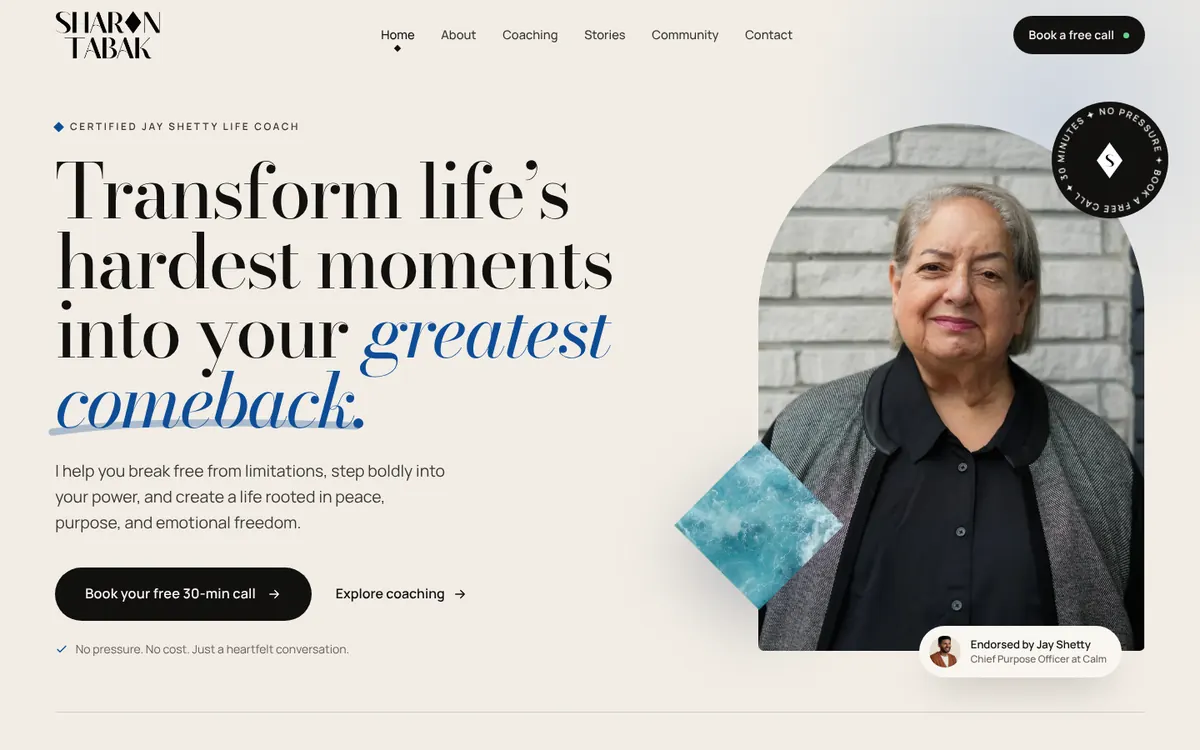 SHARON
TABAK
Home
About
Coaching
Stories
Community
Contact
Book a free call
CERTIFIED JAY SHETTY LIFE COACH
Transform life’s
hardest moments
into your greatest
comeback.
I help you break free from limitations, step boldly into
your power, and create a life rooted in peace,
purpose, and emotional freedom.
Book your free 30-min call →
Explore coaching →
No pressure. No cost. Just a heartfelt conversation.
NO PRESSURE ✦ BOOK A FREE CALL ✦ 30 MINUTES ✦
S
Endorsed by Jay Shetty
Chief Purpose Officer at Calm